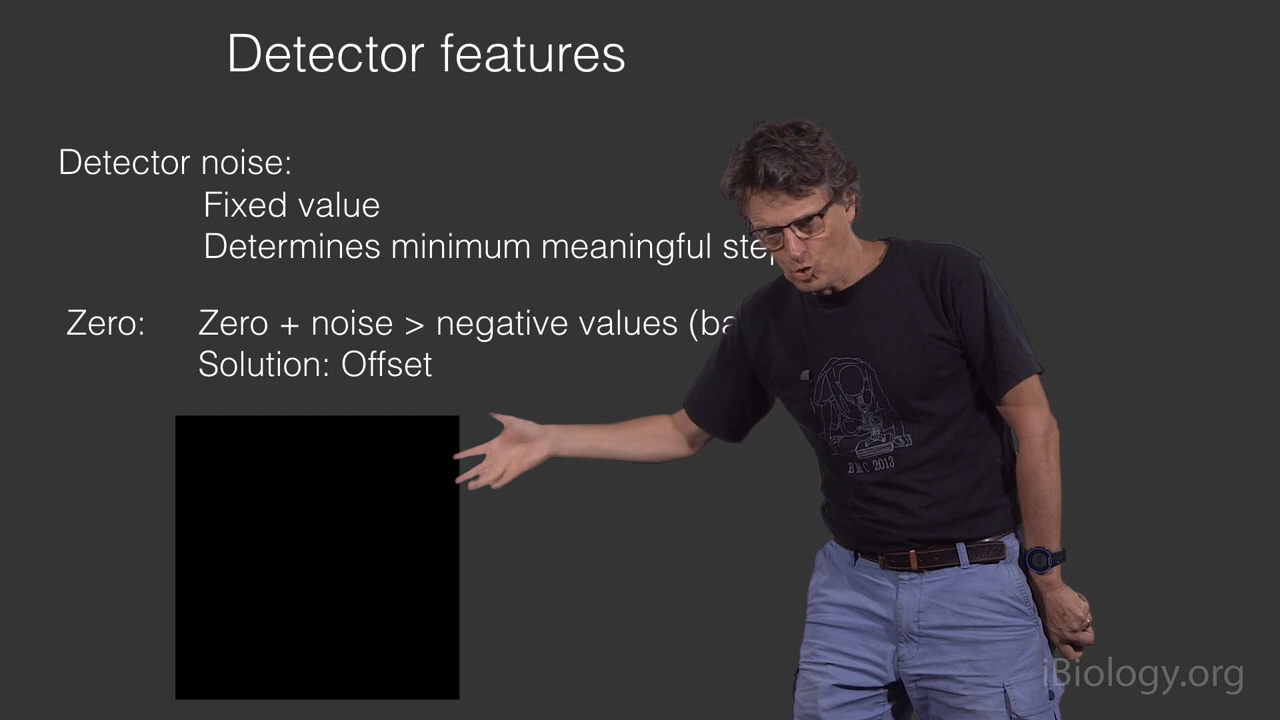 Detector features
Detector noise:
Fixed value
Determines minimum meaningful
Zero: Zero + noise > negative values
Solution: Offset
BMC 2013
iBiology.org